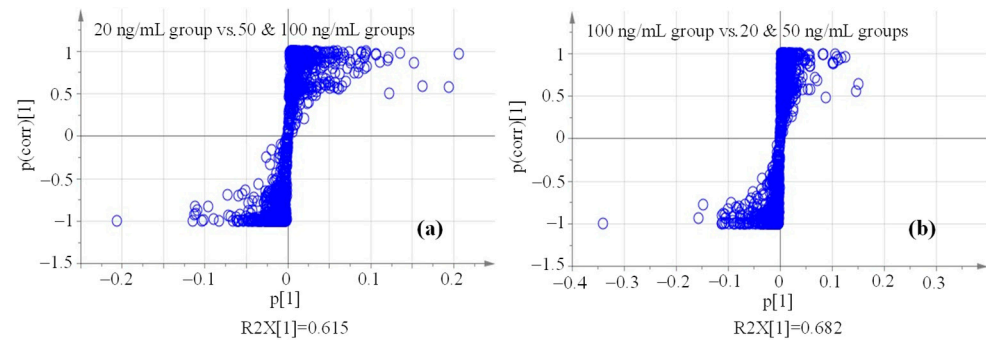 20 ng/mL group vs.50 & 100 ng/mL groups
p(corr)[1]
1
0.5
0
−0.5
−1
−1.5
−0.2
−0.1
0
0.1
0.2
p[1]
(a)
R2X[1]=0.615
100 ng/mL group vs.20 & 50 ng/mL groups
p(corr)[1]
1
0.5
0
−0.5
−1
−1.5
−0.4
−0.3
−0.2
−0.1
0
0.1
0.2
0.3
p[1]
(b)
R2X[1]=0.682